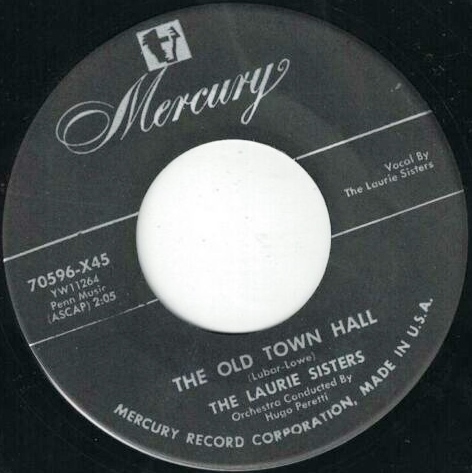 Mercury
Vocal By
The Laurie Sisters
70596-X45
YW11264
Penn Music
(ASCAP) 2:05
THE OLD TOWN HALL
(Lubar-Lowe)
THE LAURIE SISTERS
Orchestra Conducted By
Hugo Peretti
MERCURY RECORD CORPORATION, MADE IN U.S.A.